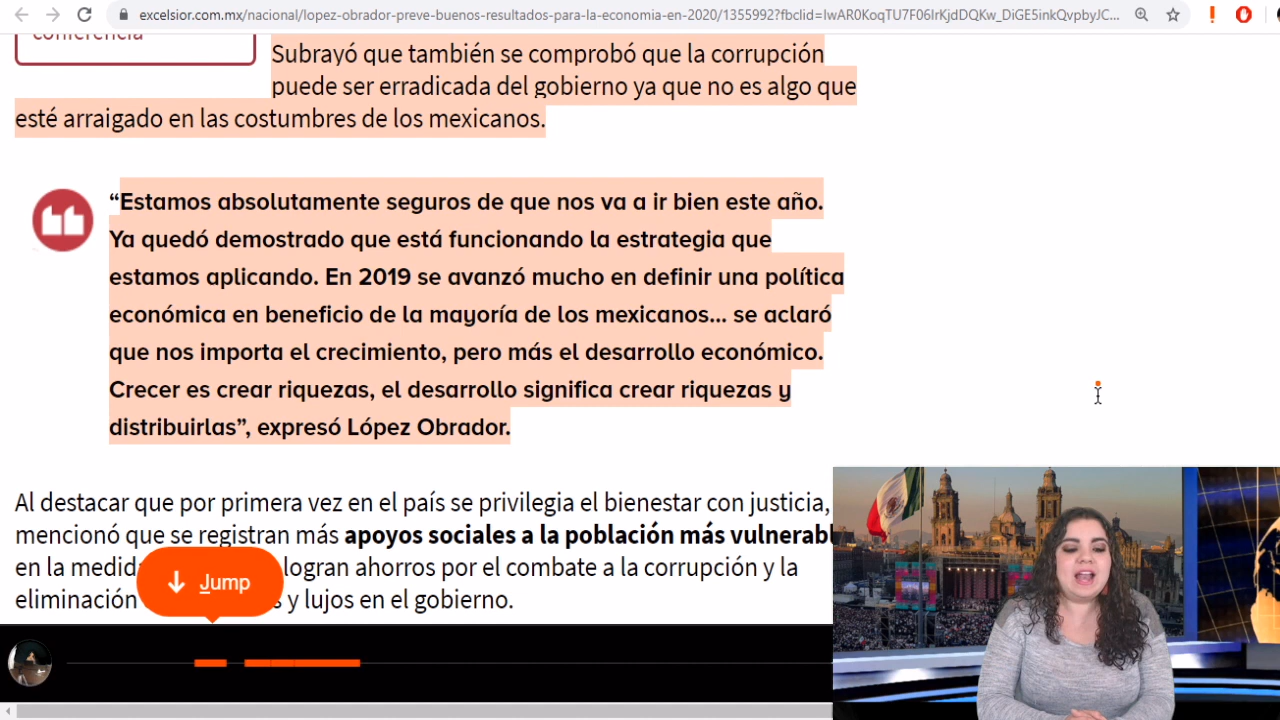 excelsior.com.mx/nacional/lopez-obrador-preve-buenos-resultados-para-la-economia-en-2020/1355992?fbclid=IwAR0KoqTU7F06IrKjdDQKw_DiGE5inkQvpbyJC...
conferencia
Subrayó que también se comprobó que la corrupción
puede ser erradicada del gobierno ya que no es algo que
esté arraigado en las costumbres de los mexicanos.
“Estamos absolutamente seguros de que nos va a ir bien este año.
Ya quedó demostrado que está funcionando la estrategia que
estamos aplicando. En 2019 se avanzó mucho en definir una política
económica en beneficio de la mayoría de los mexicanos... se aclaró
que nos importa el crecimiento, pero más el desarrollo económico.
Crecer es crear riquezas, el desarrollo significa crear riquezas y
distribuirlas”, expresó López Obrador.
Al destacar que por primera vez en el país se privilegia el bienestar con justicia,
mencionó que se registran más apoyos sociales a la población más vulnerabl
en la medid logran ahorros por el combate a la corrupción y la
eliminación s y lujos en el gobierno.
Jump